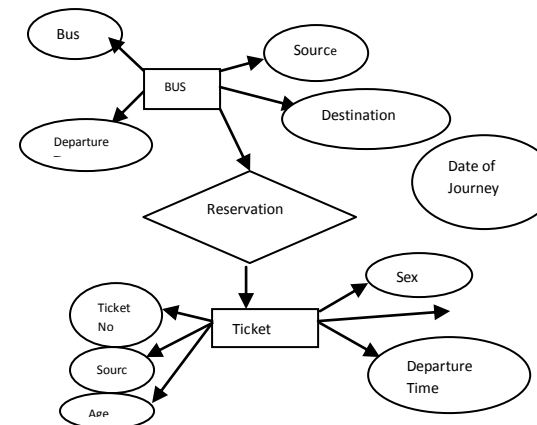 Bus
Source
BUS
Destination
Departure
Date of
Journey
Reservation
Sex
Ticket
No
Ticket
Sourc
Departure
Time
Age